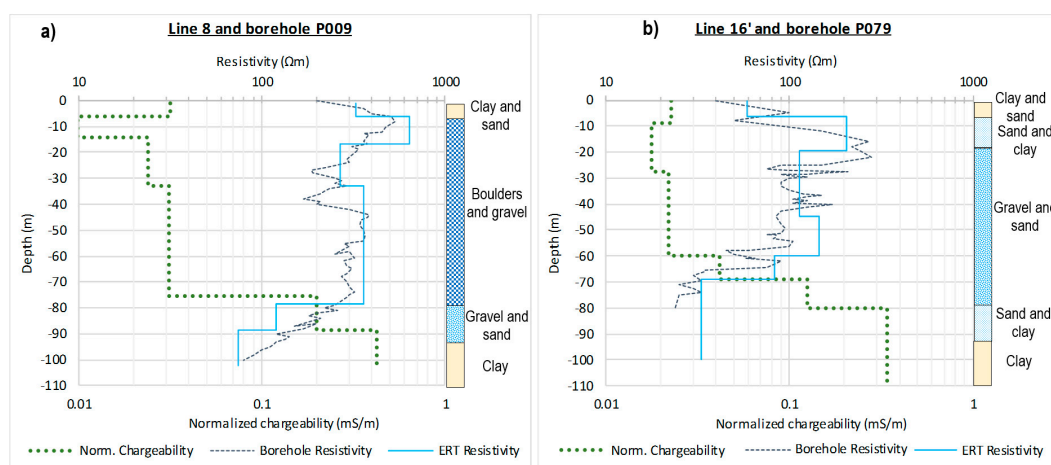 a)
Line 8 and borehole P009
Resistivity (Ωm)
10 100 1000
0
-10
-20
-30
-40
-50
-60
-70
-80
-90
-100
-110
Depth (m)
Clay and
sand
Boulders
and gravel
Gravel and
sand
Clay
0.01 0.1 1
Normalized chargeability (mS/m)
Norm. Chargeability Borehole Resistivity ERT Resistivity
b)
Line 16' and borehole P079
Resistivity (Ωm)
10 100 1000
0
-10
-20
-30
-40
-50
-60
-70
-80
-90
-100
-110
Depth (m)
Clay and
sand
Sand and
clay
Gravel and
sand
Sand and
clay
Clay
0.01 0.1 1
Normalized chargeability (mS/m)
Norm. Chargeability Borehole Resistivity ERT Resistivity